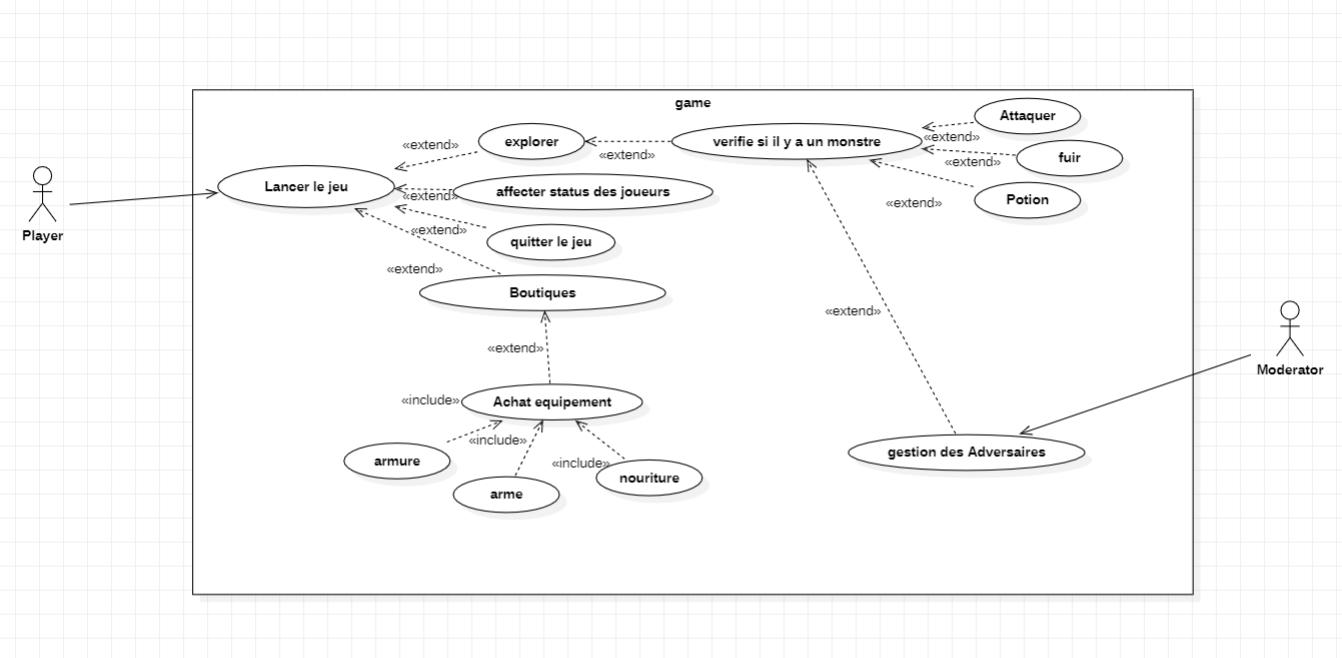 game
Attaquer
«extend»
explorer
verifie si il y a un monstre
«extend»
«extend»
fuir
«extend»
Lancer le jeu
affecter status des joueurs
«extend»
Potion
«extend»
Player
«extend»
quitter le jeu
«extend»
Boutiques
«extend»
«extend»
Moderator
«include»
Achat equipement
«include»
gestion des Adversaires
armure
«include»
nouriture
arme